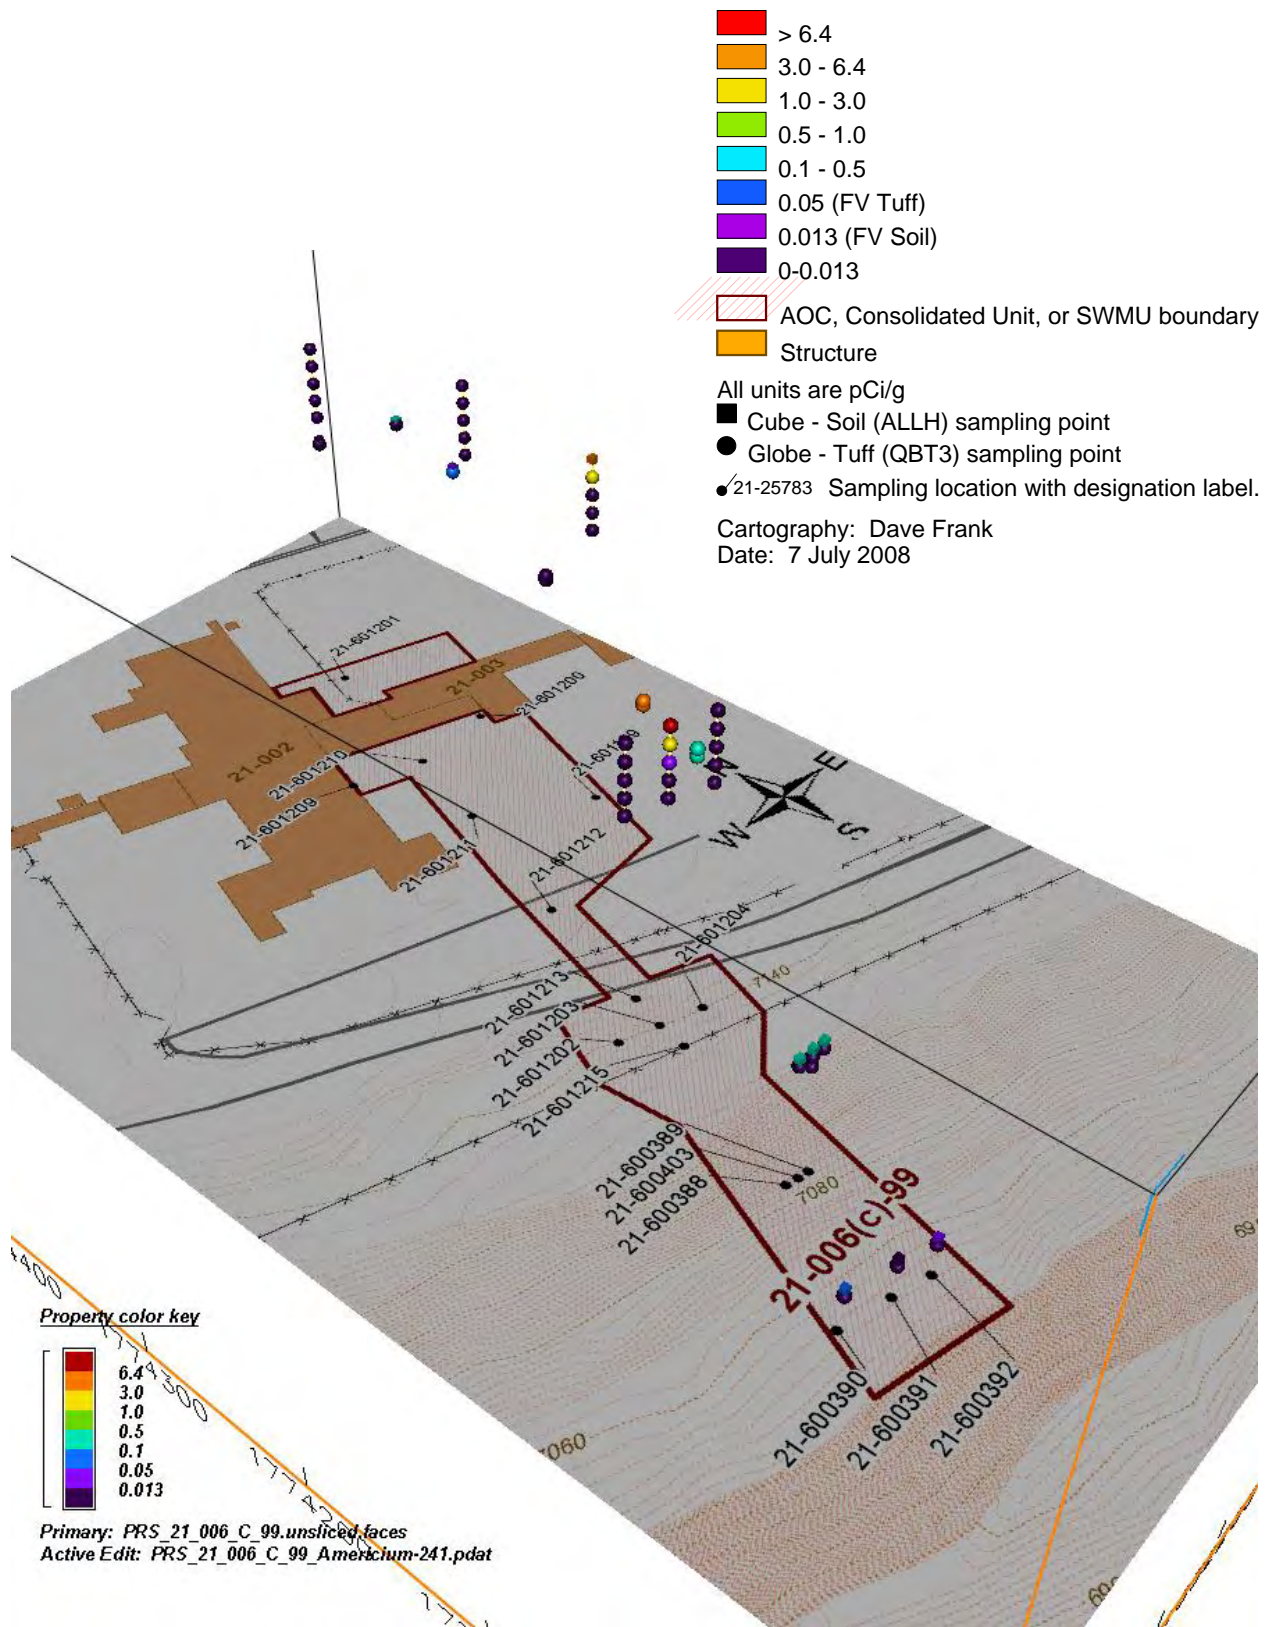 > 6.4
3.0 - 6.4
1.0 - 3.0
0.5 - 1.0
0.1 - 0.5
0.05 (FV Tuff)
0.013 (FV Soil)
0-0.013
AOC, Consolidated Unit, or SWMU boundary
Structure
All units are pCi/g
Cube - Soil (ALLH) sampling point
Globe - Tuff (QBT3) sampling point
21-25783 Sampling location with designation label.
Cartography: Dave Frank
Date: 7 July 2008
21-601201
21-003
21-601200
21-002
21-601210
21-601209
21-601211
21-601212
N
E
W
S
21-601204
7140
21-601213
21-601203
21-601202
21-601215
21-600389
21-600403
21-600388
7080
21-006(c)-99
21-600390
21-600391
21-600392
7060
4400
1774300
Property color key
6.4
3.0
1.0
0.5
0.1
0.05
0.013
Primary: PRS_21_006_C_99.unsliced.faces
Active Edit: PRS_21_006_C_99_Americium-241.pdat